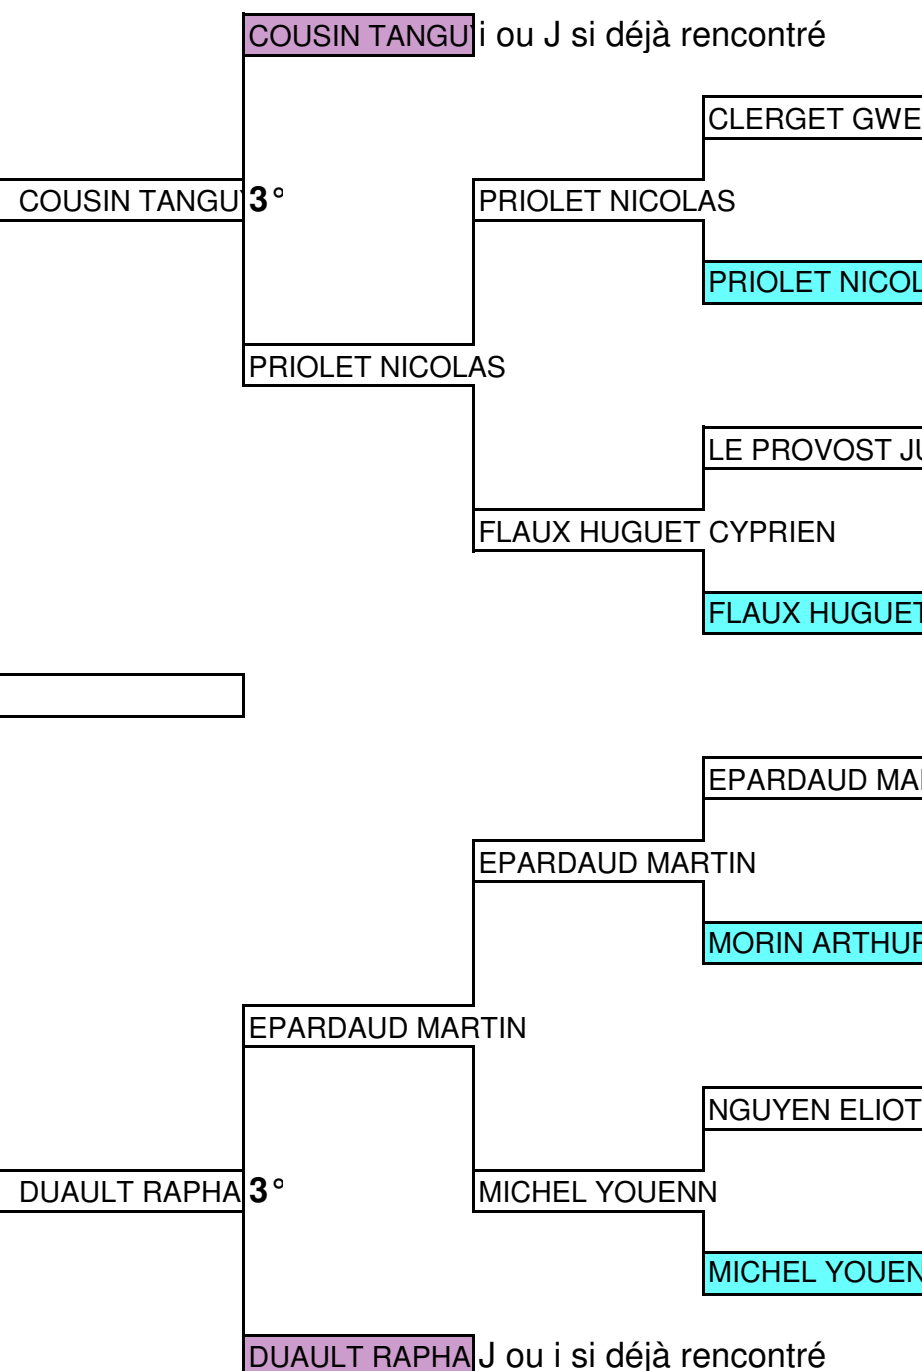 COUSIN TANGU i ou J si déjà rencontré
CLERGET GWE
COUSIN TANGU 3° PRIOLET NICOLAS
PRIOLET NICOL
PRIOLET NICOLAS
LE PROVOST JU
FLAUX HUGUET CYPRIEN
FLAUX HUGUET
EPARDAUD MA
EPARDAUD MARTIN
MORIN ARTHUR
EPARDAUD MARTIN
NGUYEN ELIOT
DUAULT RAPHA 3° MICHEL YOUENN
MICHEL YOUEN
DUAULT RAPHA J ou i si déjà rencontré